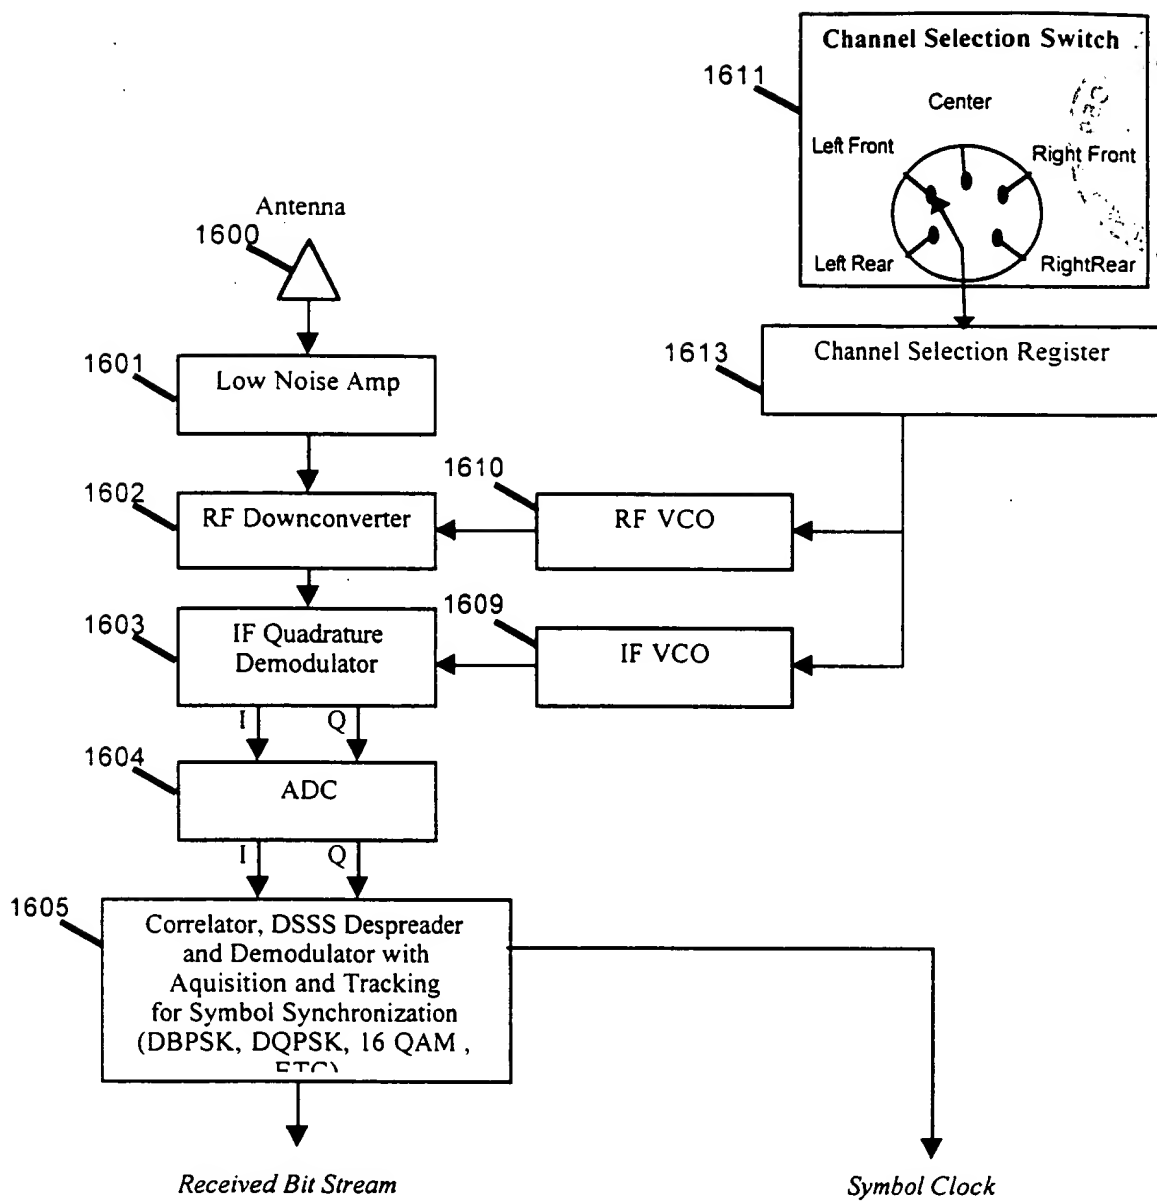 Channel Selection Switch
1611
Center
Left Front
Right Front
Left Rear
RightRear
Antenna
1600
1601
Low Noise Amp
1613
Channel Selection Register
1602
RF Downconverter
1610
RF VCO
1603
IF Quadrature
Demodulator
1609
IF VCO
I
Q
1604
ADC
I
Q
1605
Correlator, DSSS Despreader
and Demodulator with
Aquisition and Tracking
for Symbol Synchronization
(DBPSK, DQPSK, 16 QAM ,
ETC)
Received Bit Stream
Symbol Clock